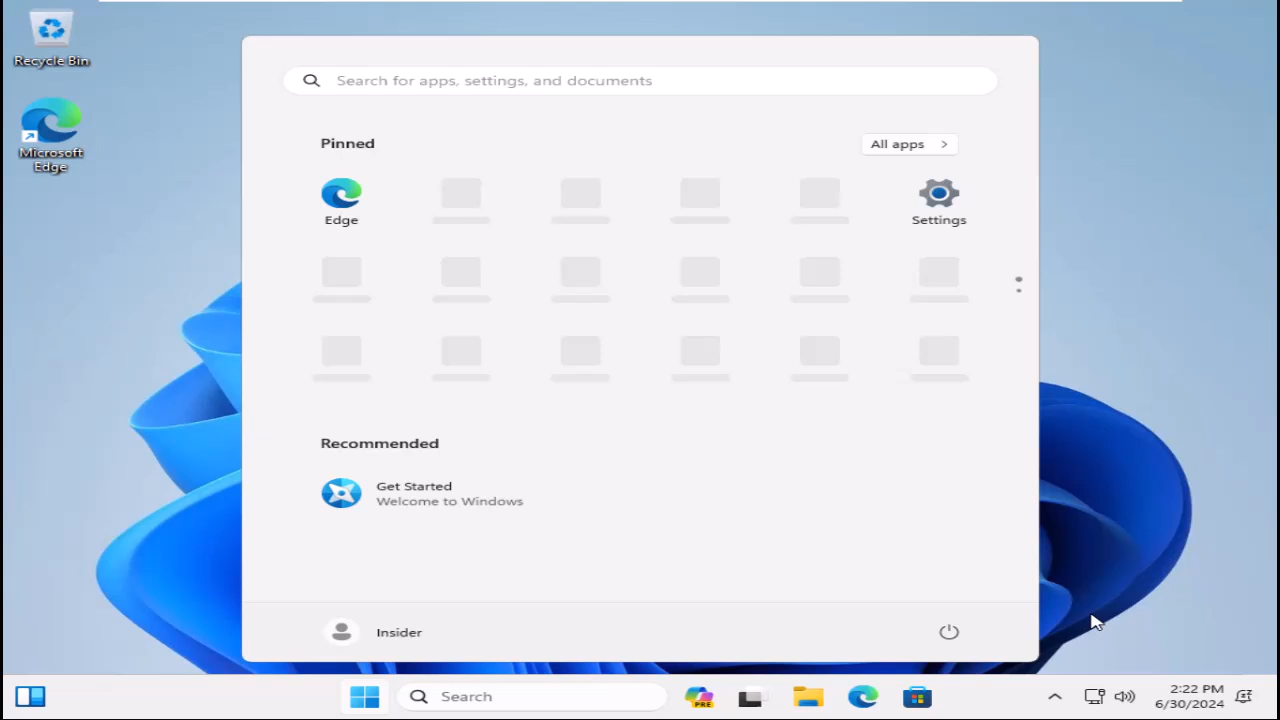 Recycle Bin
Microsoft
Edge
Search for apps, settings, and documents
Pinned
All apps
Edge
Settings
Recommended
Get Started
Welcome to Windows
Insider
Search
PRE
2:22 PM
6/30/2024